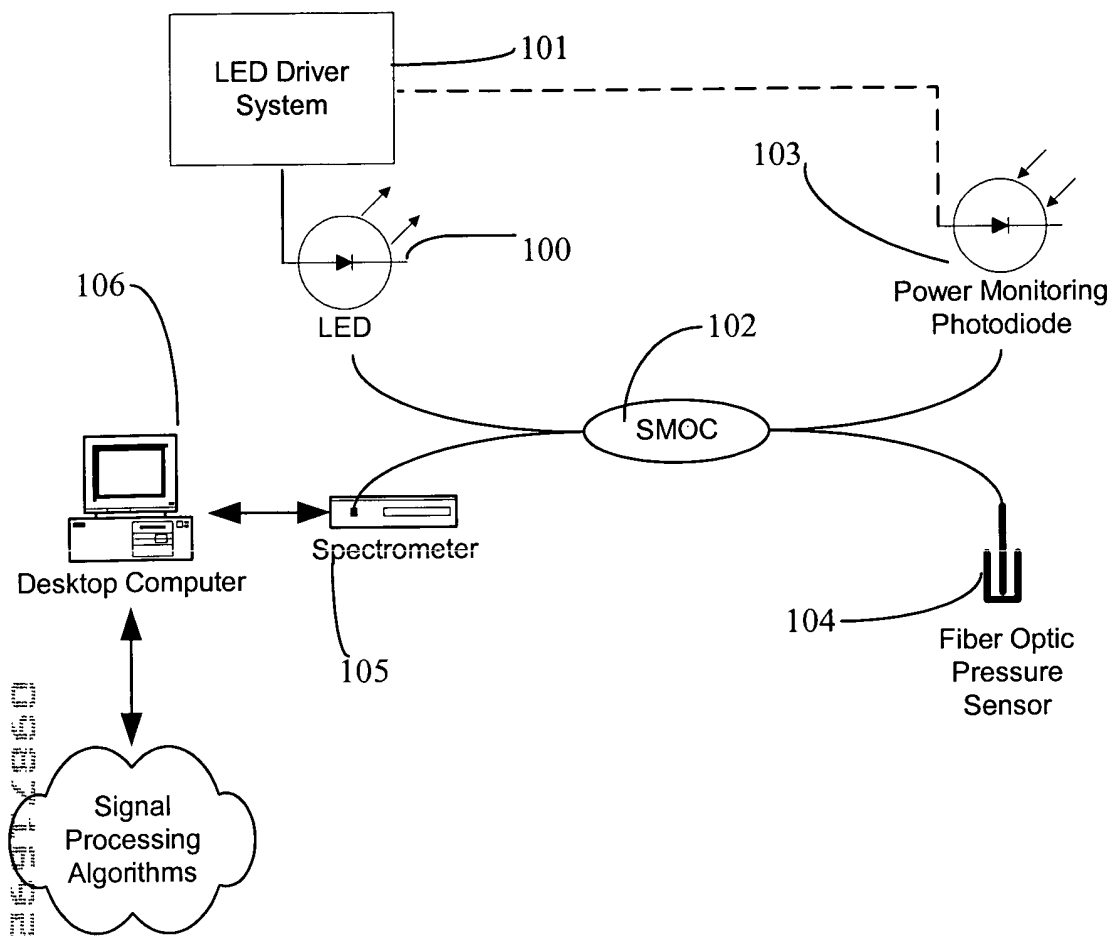 101
LED Driver
System
103
100
106
LED
Power Monitoring
Photodiode
102
SMOC
Spectrometer
Desktop Computer
104
105
Fiber Optic
Pressure
Sensor
Signal
Processing
Algorithms